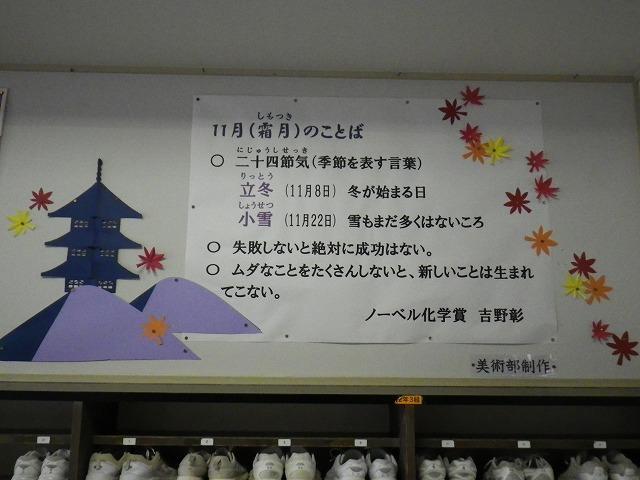 しもつき
11月(霜月)のことば
にじゅうしせっき
○ 二十四節気(季節を表す言葉)
りっとう
立冬 (11月8日) 冬が始まる日
しょうせつ
小雪 (11月22日) 雪もまだ多くはないころ
○ 失敗しないと絶対に成功はない。
○ ムダなことをたくさんしないと、新しいことは生まれ
てこない。
ノーベル化学賞 吉野彰
・美術部制作・